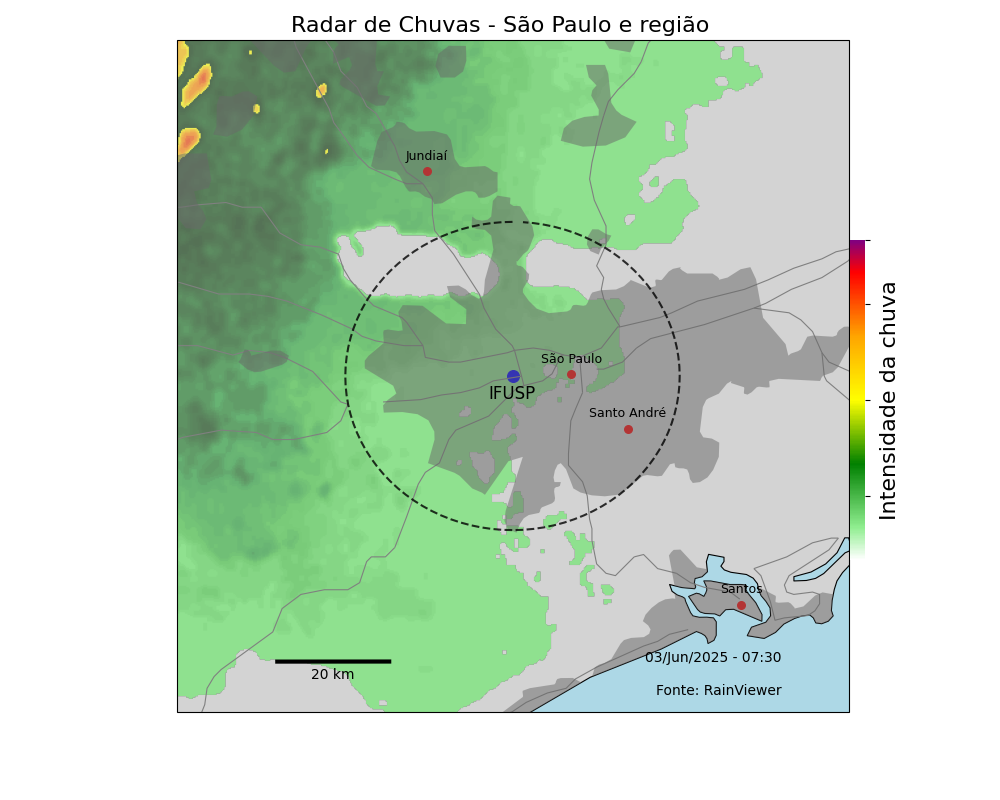 Radar de Chuvas - São Paulo e região
Jundiaí
São Paulo
IFUSP
Santo André
Santos
03/Jun/2025 - 07:30
20 km
Fonte: RainViewer
Intensidade da chuva